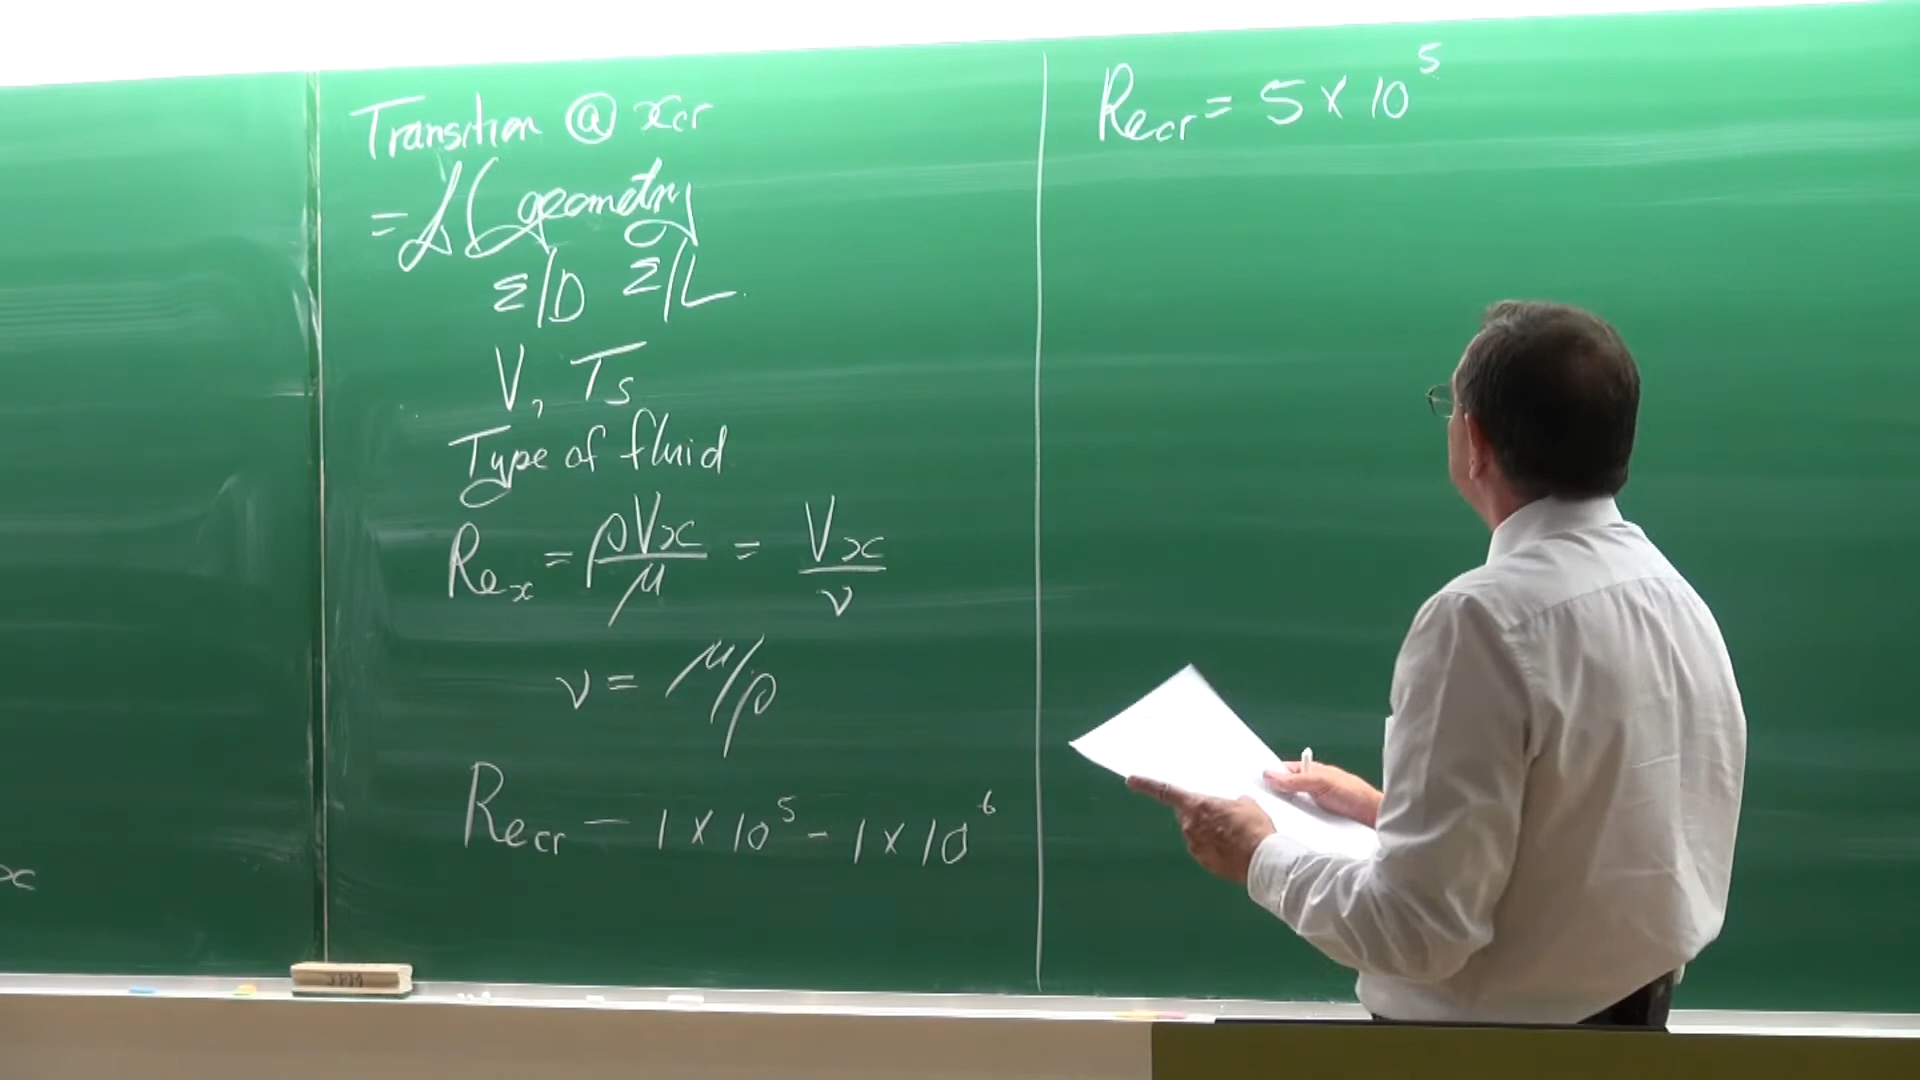 Transition @ xcr
= f( geometry
Σ/D Σ/L
V, Ts
Type of fluid
Rex = ρVx/μ = Vx/ν
ν = μ/ρ
Recr – 1 × 10⁵ - 1 × 10⁶
Recr = 5 × 10⁵
x